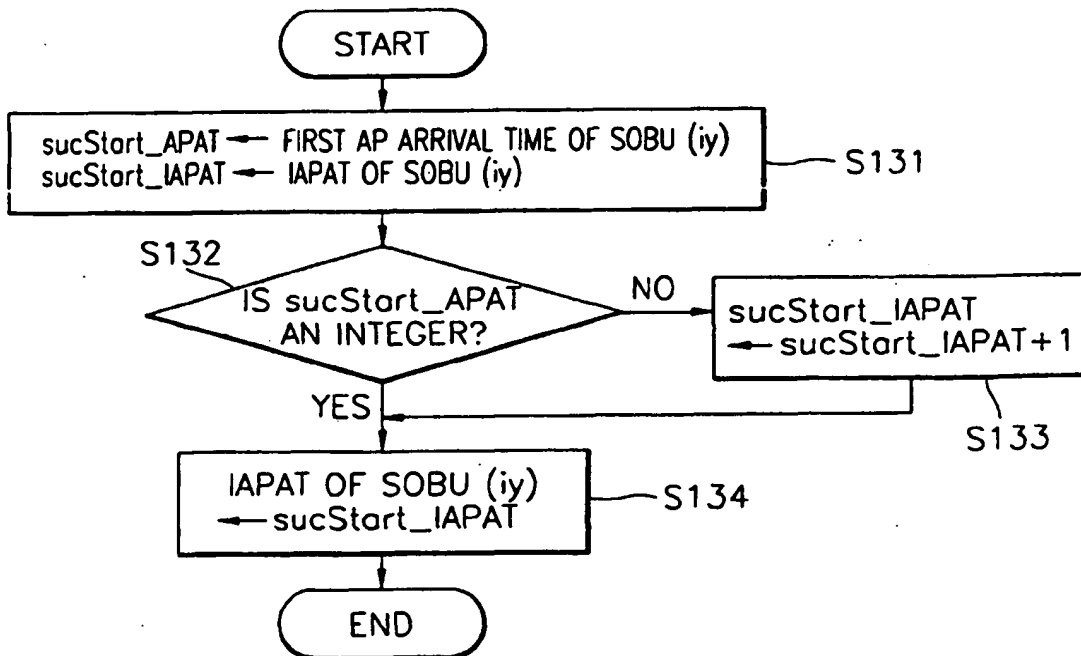 START
sucStart_APAT ← FIRST AP ARRIVAL TIME OF SOBU (iy)
sucStart_IAPAT ← IAPAT OF SOBU (iy)
S131
S132
IS sucStart_APAT
AN INTEGER?
NO
sucStart_IAPAT
← sucStart_IAPAT+1
S133
YES
IAPAT OF SOBU (iy)
← sucStart_IAPAT
S134
END